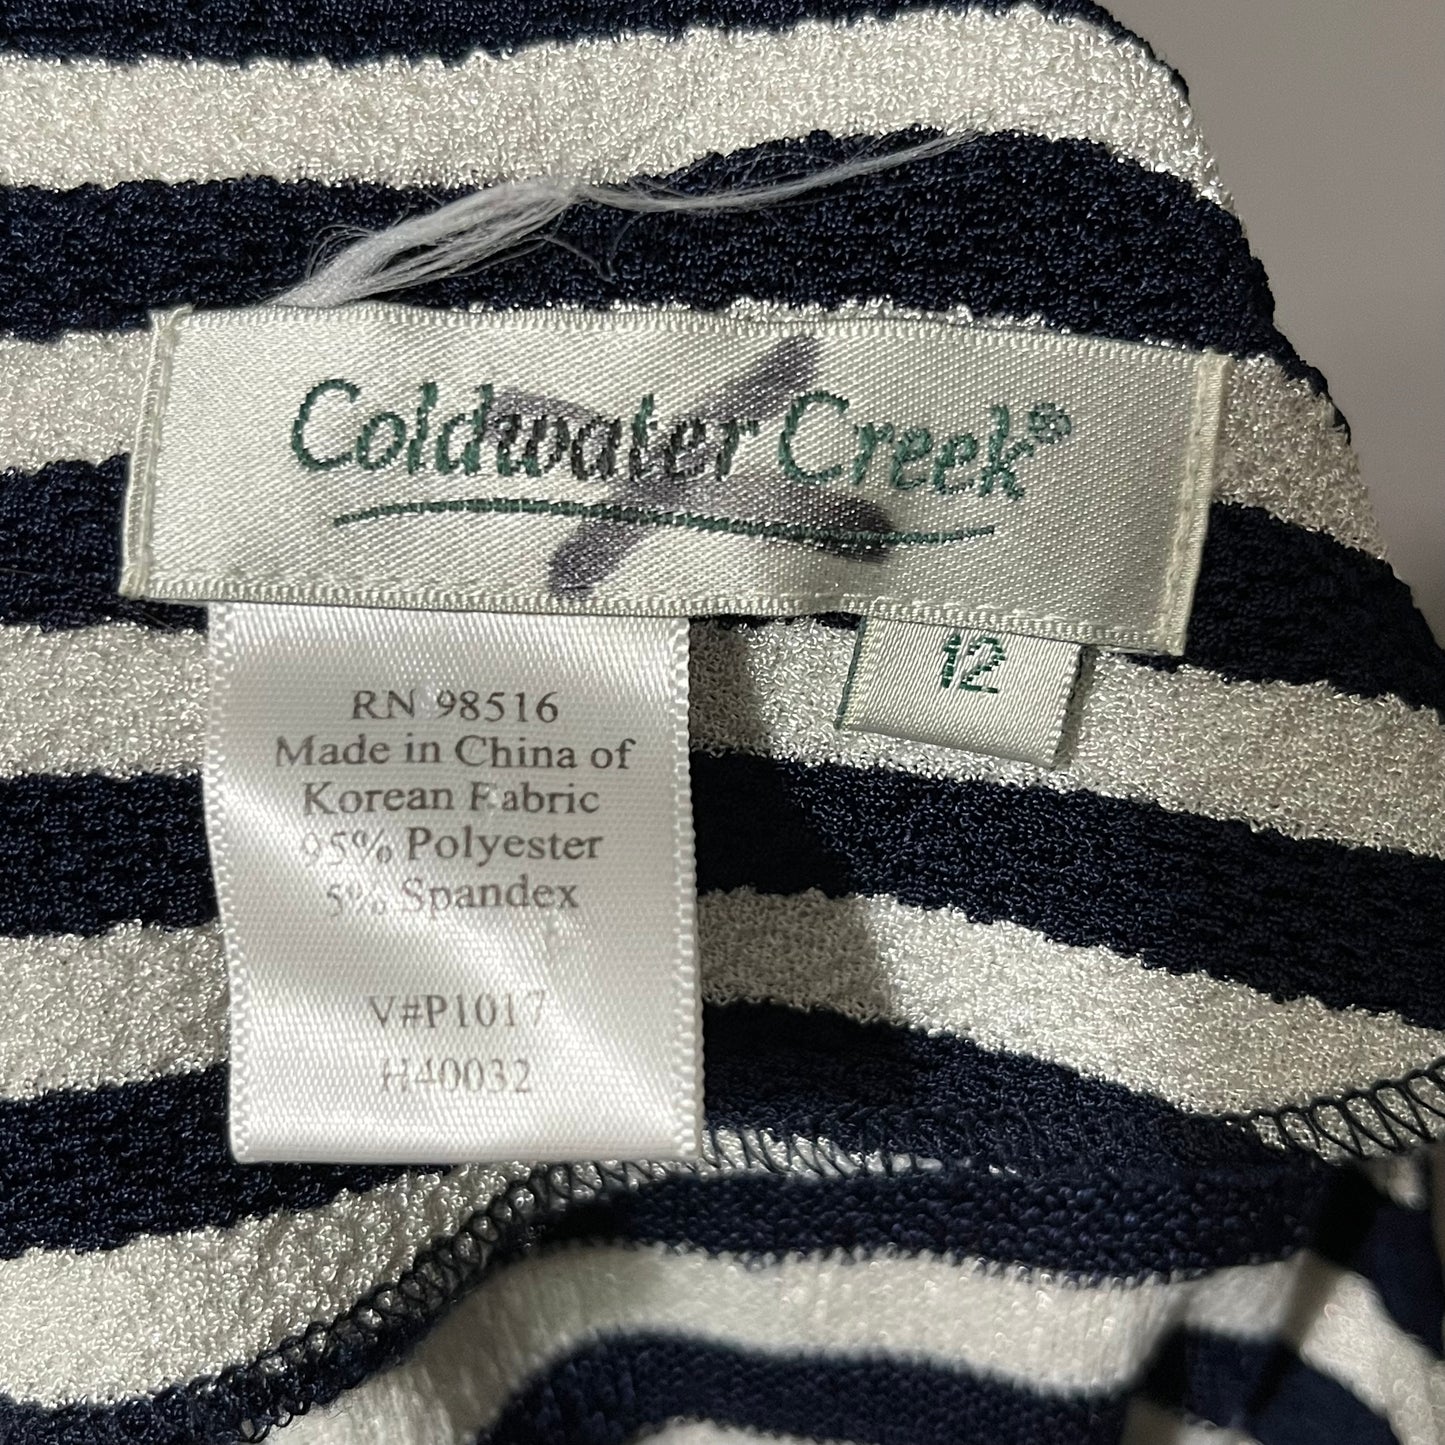 Coldwater Creek®
12
RN 98516
Made in China of
Korean Fabric
95% Polyester
5% Spandex
V#P1017
H40032